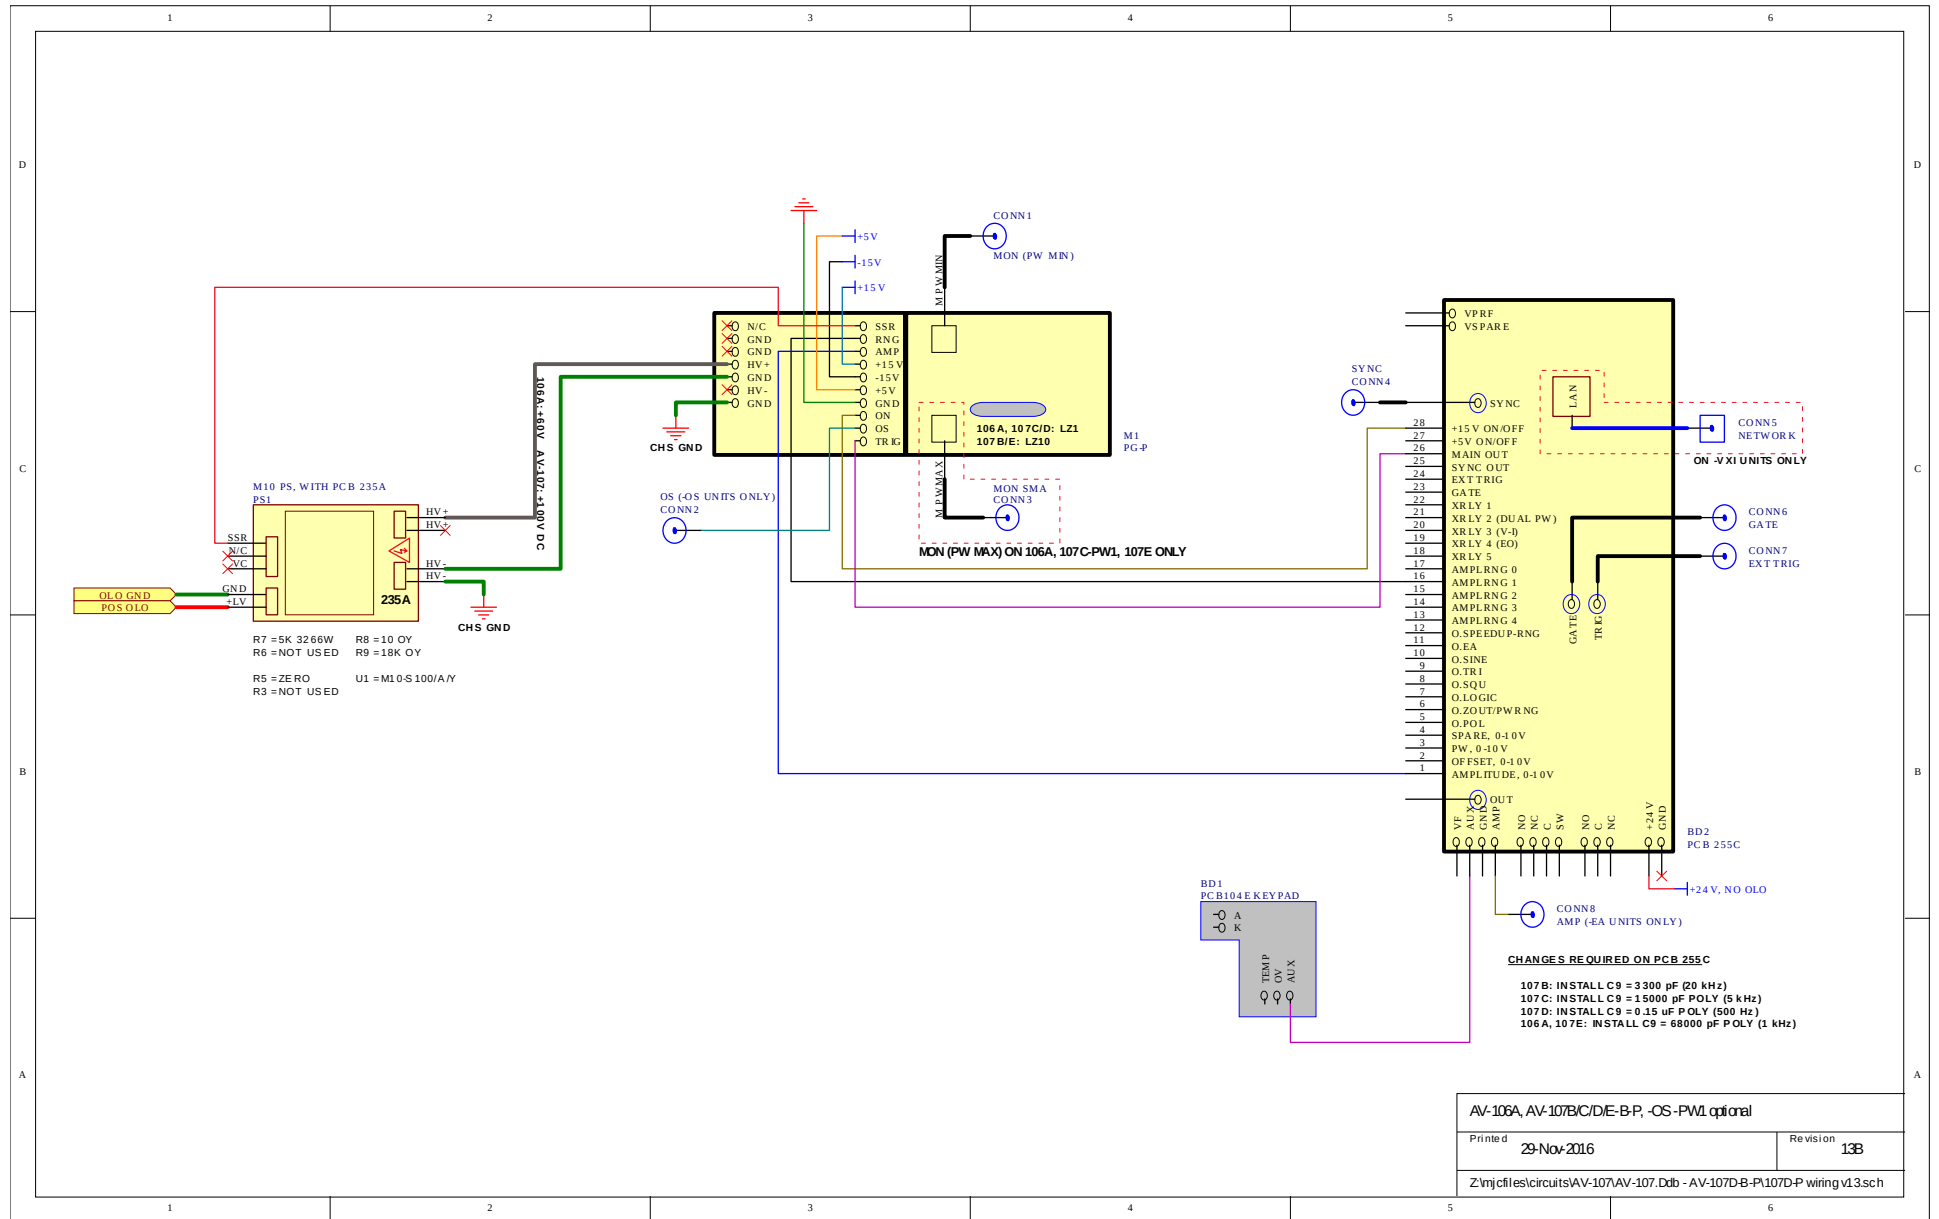 1 2 3 4 5 6
D D
C C
B B
A A
1 2 3 4 5 6
+5V
-15V
+15V
CONN1
MON (PW MIN)
M PWMIN
N/C
GND
GND
HV+
GND
HV-
GND
SSR
RNG
AMP
+15V
-15V
+5V
GND
ON
OS
TRIG
106A, 107C/D: LZ1
107B/E: LZ10
M1
PG-P
M PWMAX
MON SMA
CONN3
MON (PW MAX) ON 106A, 107C-PW1, 107E ONLY
CHS GND
OS (-OS UNITS ONLY)
CONN2
106A: +60V AV-107: +100V DC
M10 PS, WITH PCB 235A
PS1
HV+
HV+
HV-
HV-
SSR
N/C
VC
GND
+LV
235A
OLO GND
POS OLO
CHS GND
R7 =5K 3266W R8 =10 OY
R6 =NOT USED R9 =18K OY
R5 =ZERO U1 =M10-S100/A/Y
R3 =NOT USED
VPRF
VSPARE
SYNC
CONN4
SYNC
LAN
CONN5
NETWORK
ON -VXI UNITS ONLY
28 +15V ON/OFF
27 +5V ON/OFF
26 MAIN OUT
25 SYNC OUT
24 EXT TRIG
23 GATE
22 XRLY 1
21 XRLY 2 (DUAL PW)
20 XRLY 3 (V-I)
19 XRLY 4 (EO)
18 XRLY 5
17 AMPLRNG 0
16 AMPLRNG 1
15 AMPLRNG 2
14 AMPLRNG 3
13 AMPLRNG 4
12 O.SPEEDUP-RNG
11 O.EA
10 O.SINE
9 O.TRI
8 O.SQU
7 O.LOGIC
6 O.ZOUT/PWRNG
5 O.POL
4 SPARE, 0-10V
3 PW, 0-10V
2 OFFSET, 0-10V
1 AMPLITUDE, 0-10V
CONN6
GATE
CONN7
EXT TRIG
GATE
TRIG
OUT
VF
AUX
GND
AMP
NO
NC
C
SW
NO
C
NC
+24V
GND
BD2
PCB 255C
+24V, NO OLO
CONN8
AMP (-EA UNITS ONLY)
BD1
PCB104E KEYPAD
A
K
TEMP
OV
AUX
CHANGES REQUIRED ON PCB 255C
107B: INSTALL C9 = 3300 pF (20 kHz)
107C: INSTALL C9 = 15000 pF POLY (5 kHz)
107D: INSTALL C9 = 0.15 uF POLY (500 Hz)
106A, 107E: INSTALL C9 = 68000 pF POLY (1 kHz)
AV-106A, AV-107B/C/D/E-B-P, -OS -PW1 optional
Printed 29-Nov-2016 Revision 13B
Z:\mjcfiles\circuits\AV-107\AV-107.Ddb - AV-107D-B-P\107D-P wiring v13.sch